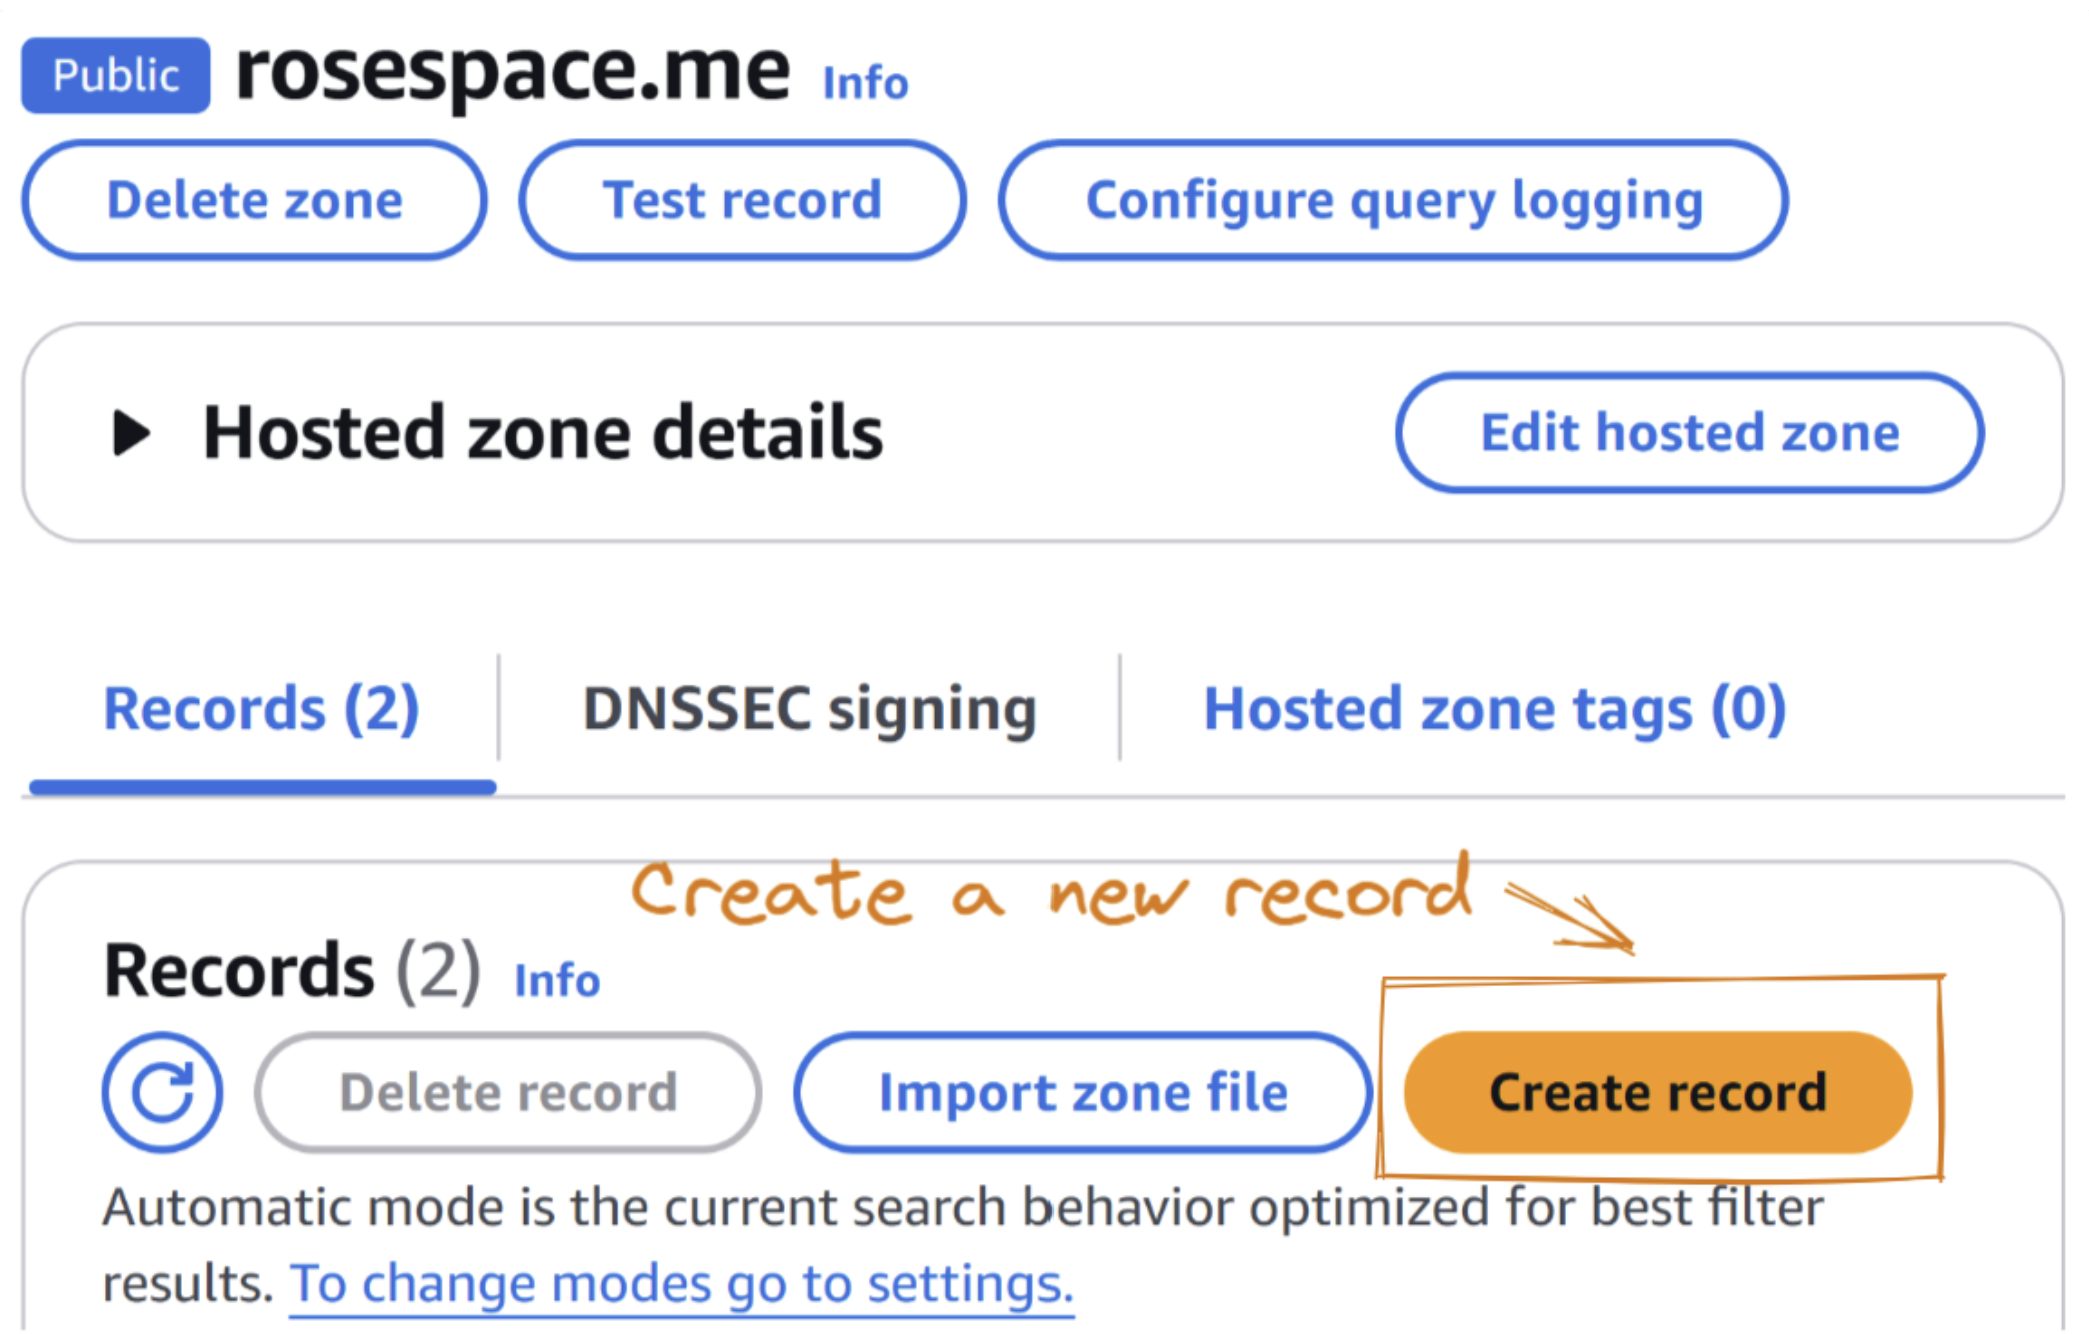 Public rosespace.me Info
Delete zone Test record Configure query logging
Hosted zone details Edit hosted zone
Records (2) DNSSEC signing Hosted zone tags (0)
Create a new record
Records (2) Info
Delete record Import zone file Create record
Automatic mode is the current search behavior optimized for best filter
results. To change modes go to settings.